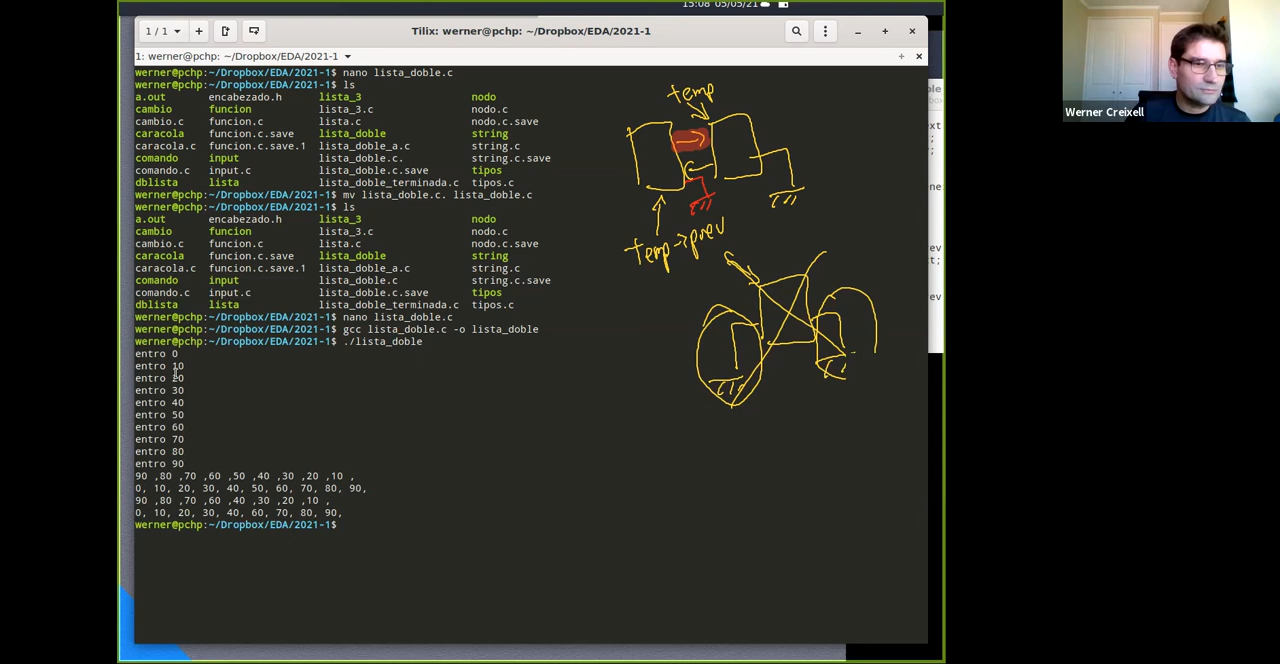 15:08 05/05/21
1 / 1
Tilix: werner@pchp:~/Dropbox/EDA/2021-1
1: werner@pchp:~/Dropbox/EDA/2021-1
werner@pchp:~/Dropbox/EDA/2021-1$ nano lista_doble.c
werner@pchp:~/Dropbox/EDA/2021-1$ ls
a.out encabezado.h lista_3 nodo
cambio funcion lista_3.c nodo.c
cambio.c funcion.c lista.c nodo.c.save
caracola funcion.c.save lista_doble string
caracola.c funcion.c.save.1 lista_doble_a.c string.c
comando input lista_doble.c. string.c.save
comando.c input.c lista_doble.c.save tipos
dblista lista lista_doble_terminada.c tipos.c
werner@pchp:~/Dropbox/EDA/2021-1$ mv lista_doble.c. lista_doble.c
werner@pchp:~/Dropbox/EDA/2021-1$ ls
a.out encabezado.h lista_3 nodo
cambio funcion lista_3.c nodo.c
cambio.c funcion.c lista.c nodo.c.save
caracola funcion.c.save lista_doble string
caracola.c funcion.c.save.1 lista_doble_a.c string.c
comando input lista_doble.c string.c.save
comando.c input.c lista_doble.c.save tipos
dblista lista lista_doble_terminada.c tipos.c
werner@pchp:~/Dropbox/EDA/2021-1$ nano lista_doble.c
werner@pchp:~/Dropbox/EDA/2021-1$ gcc lista_doble.c -o lista_doble
werner@pchp:~/Dropbox/EDA/2021-1$ ./lista_doble
entro 0
entro 10
entro 20
entro 30
entro 40
entro 50
entro 60
entro 70
entro 80
entro 90
90 ,80 ,70 ,60 ,50 ,40 ,30 ,20 ,10 ,
0, 10, 20, 30, 40, 50, 60, 70, 80, 90,
90 ,80 ,70 ,60 ,40 ,30 ,20 ,10 ,
0, 10, 20, 30, 40, 60, 70, 80, 90,
werner@pchp:~/Dropbox/EDA/2021-1$
temp
temp->prev
Werner Creixell